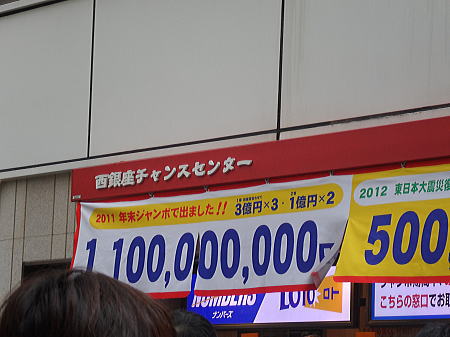 西銀座チャンスセンター
2011 年末ジャンボで出ました!!
3億円×3・1億円×2
1,100,000,000円
2012 東日本大震災復
500,
NUMBERS
ナンバーズ
LOTO ロト
こちらの窓口でお取